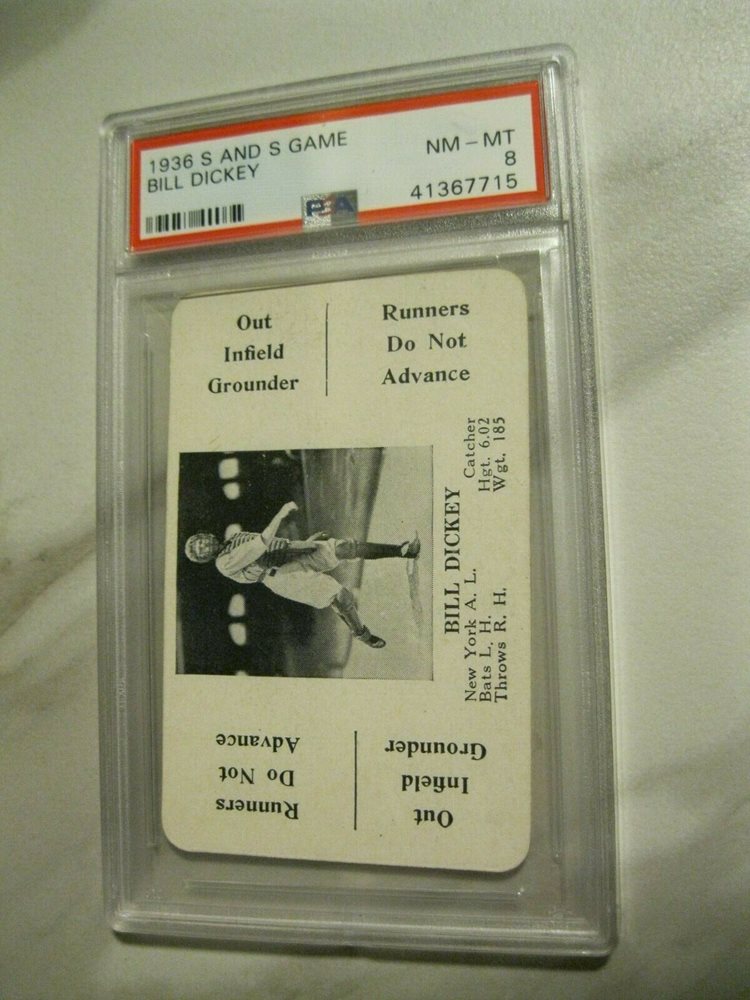 1936 S AND S GAME
BILL DICKEY
NM - MT
8
41367715
PSA
Out
Infield
Grounder
Runners
Do Not
Advance
BILL DICKEY
New York A. L. Catcher
Bats L. H. Hgt. 6.02
Throws R. H. Wgt. 185
Out
Infield
Grounder
Runners
Do Not
Advance